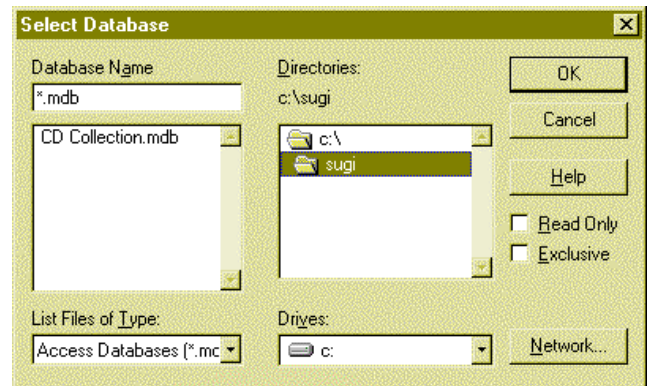 Select Database
Database Name
*.mdb
CD Collection.mdb
List Files of Type:
Access Databases (*.mc
Directories:
c:\sugi
c:\
sugi
Drives:
c:
OK
Cancel
Help
Read Only
Exclusive
Network...